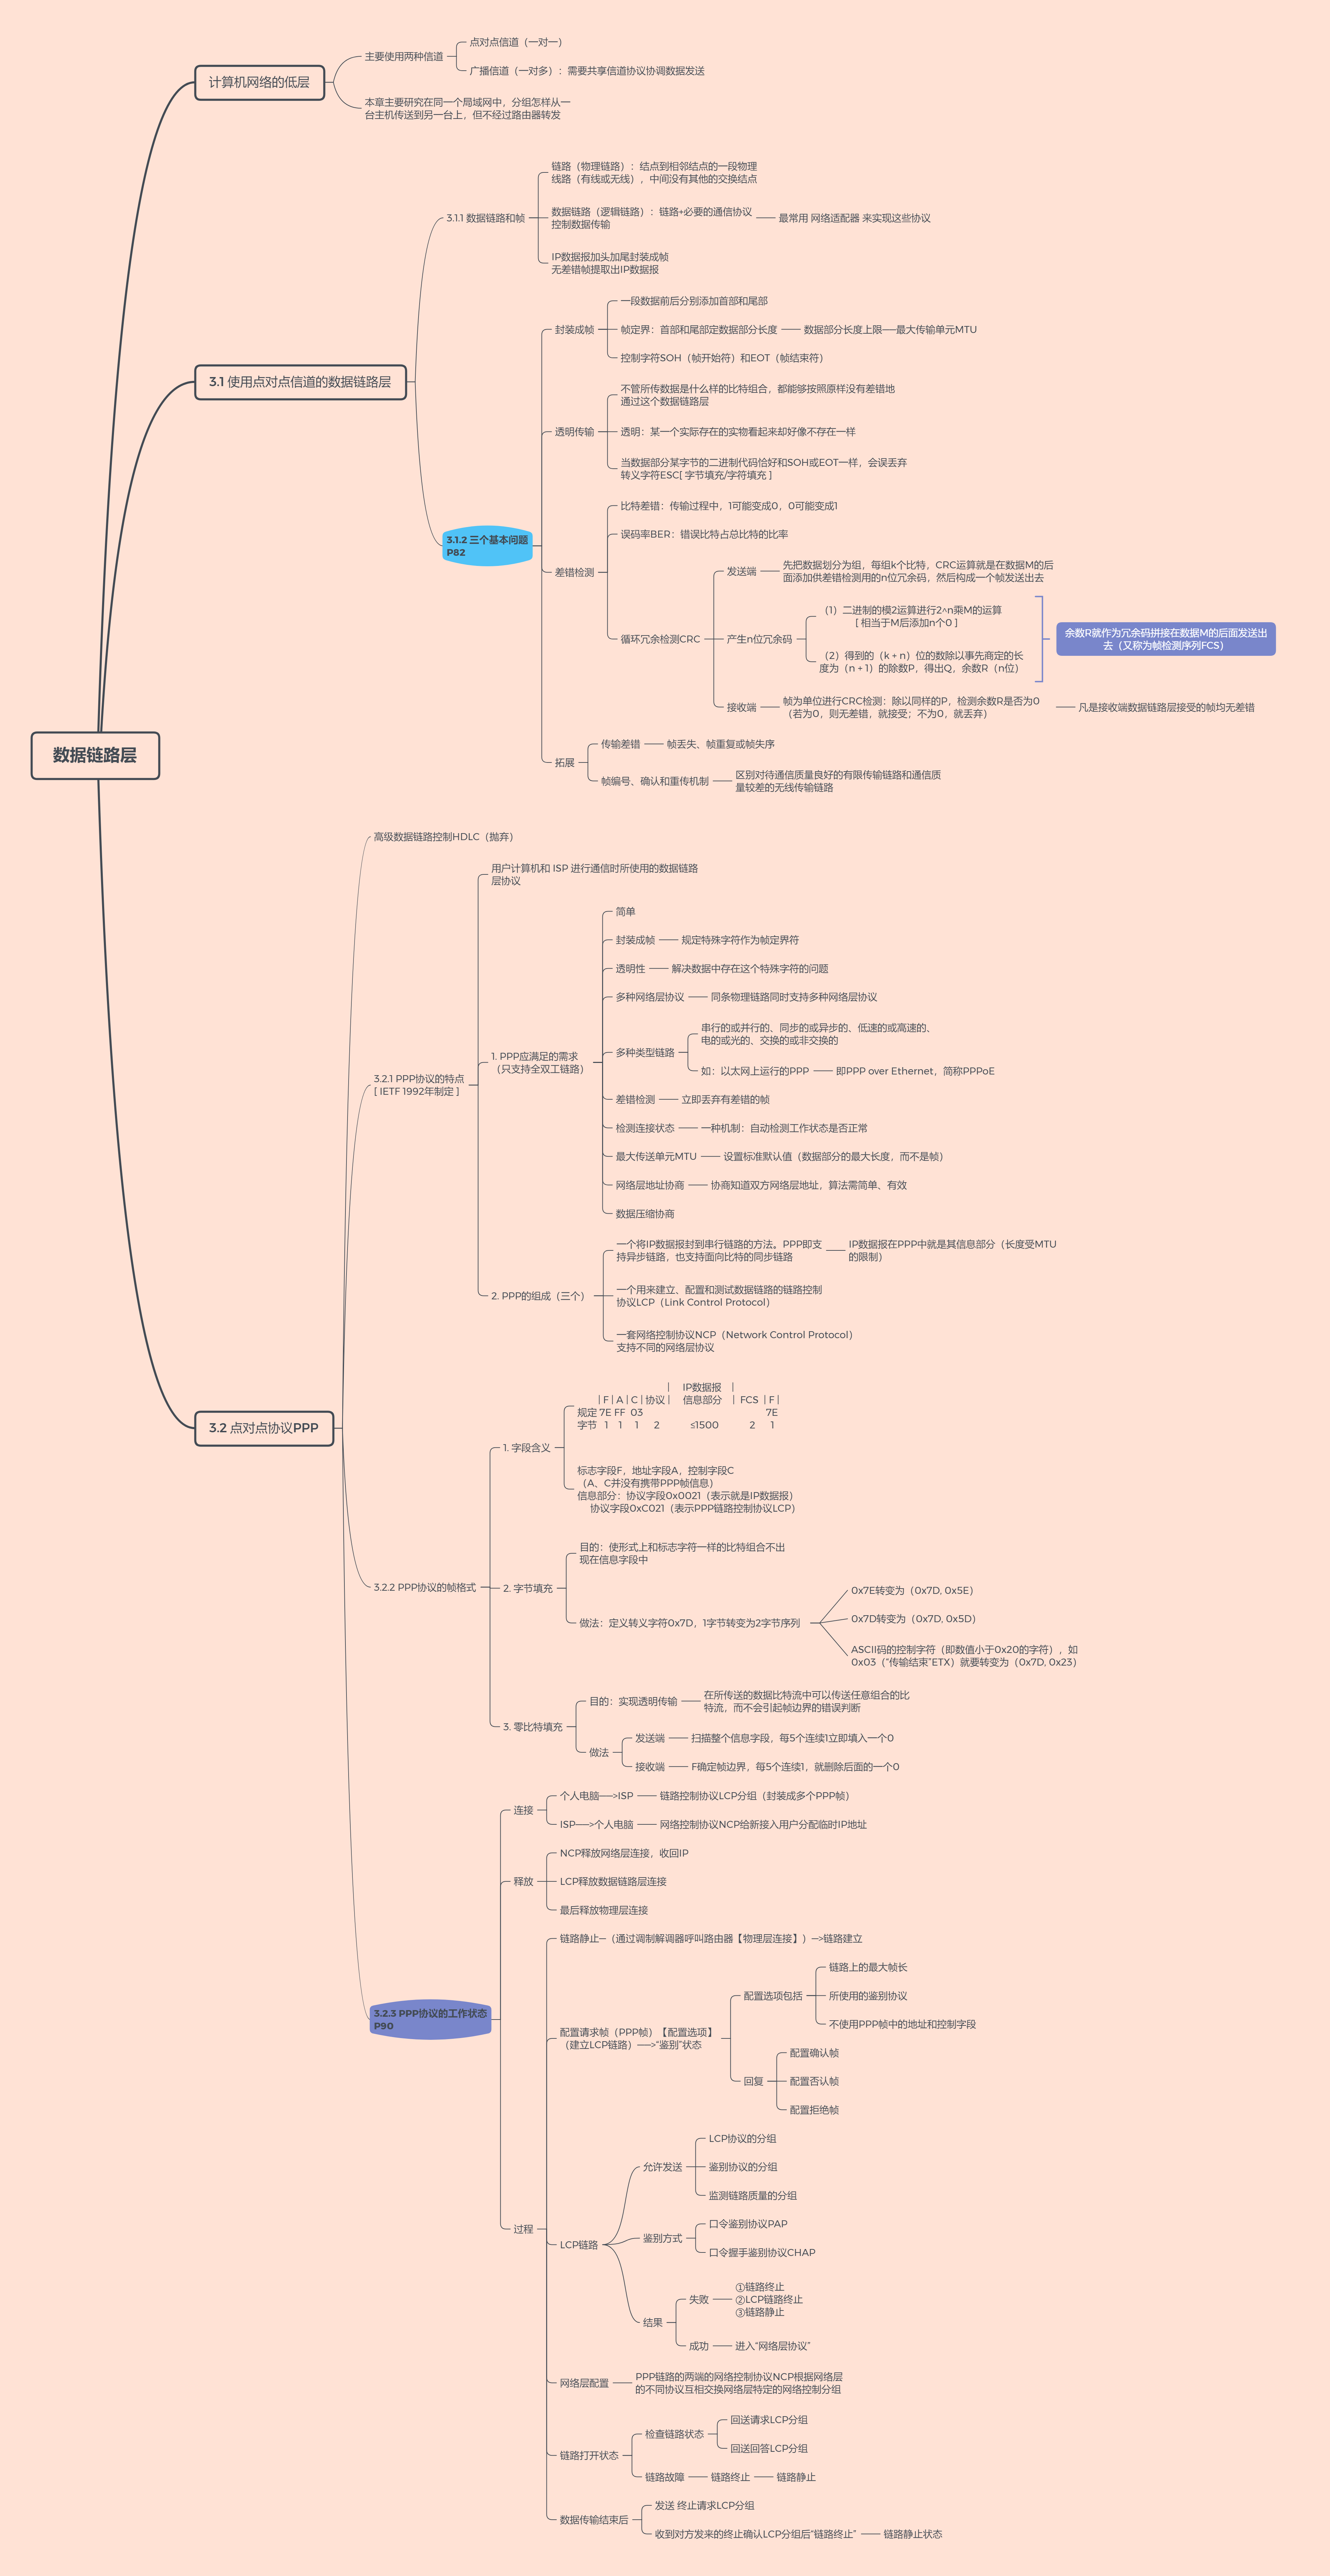 数据链路层
计算机网络的低层
主要使用两种信道
点对点信道（一对一）
广播信道（一对多）：需要共享信道协议协调数据发送
本章主要研究在同一个局域网中，分组怎样从一
台主机传送到另一台上，但不经过路由器转发
3.1 使用点对点信道的数据链路层
3.1.1 数据链路和帧
链路（物理链路）：结点到相邻结点的一段物理
线路（有线或无线），中间没有其他的交换结点
数据链路（逻辑链路）：链路+必要的通信协议
控制数据传输
最常用 网络适配器 来实现这些协议
IP数据报加头加尾封装成帧
无差错帧提取出IP数据报
3.1.2 三个基本问题
P82
封装成帧
一段数据前后分别添加首部和尾部
帧定界：首部和尾部定数据部分长度
数据部分长度上限——最大传输单元MTU
控制字符SOH（帧开始符）和EOT（帧结束符）
透明传输
不管所传数据是什么样的比特组合，都能够按照原样没有差错地
通过这个数据链路层
透明：某一个实际存在的实物看起来却好像不存在一样
当数据部分某字节的二进制代码恰好和SOH或EOT一样，会误丢弃
转义字符ESC[ 字节填充/字符填充 ]
差错检测
比特差错：传输过程中，1可能变成0，0可能变成1
误码率BER：错误比特占总比特的比率
循环冗余检测CRC
发送端
先把数据划分为组，每组k个比特，CRC运算就是在数据M的后
面添加供差错检测用的n位冗余码，然后构成一个帧发送出去
产生n位冗余码
（1）二进制的模2运算进行2^n乘M的运算
[ 相当于M后添加n个0 ]
（2）得到的（k + n）位的数除以事先商定的长
度为（n + 1）的除数P，得出Q，余数R（n位）
余数R就作为冗余码拼接在数据M的后面发送出
去（又称为帧检测序列FCS）
接收端
帧为单位进行CRC检测：除以同样的P，检测余数R是否为0
（若为0，则无差错，就接受；不为0，就丢弃）
凡是接收端数据链路层接受的帧均无差错
拓展
传输差错
帧丢失、帧重复或帧失序
帧编号、确认和重传机制
区别对待通信质量良好的有限传输链路和通信质
量较差的无线传输链路
3.2 点对点协议PPP
高级数据链路控制HDLC（抛弃）
3.2.1 PPP协议的特点
[ IETF 1992年制定 ]
用户计算机和 ISP 进行通信时所使用的数据链路
层协议
1. PPP应满足的需求
（只支持全双工链路）
简单
封装成帧
规定特殊字符作为帧定界符
透明性
解决数据中存在这个特殊字符的问题
多种网络层协议
同条物理链路同时支持多种网络层协议
多种类型链路
串行的或并行的、同步的或异步的、低速的或高速的、
电的或光的、交换的或非交换的
如：以太网上运行的PPP
即PPP over Ethernet，简称PPPoE
差错检测
立即丢弃有差错的帧
检测连接状态
一种机制：自动检测工作状态是否正常
最大传送单元MTU
设置标准默认值（数据部分的最大长度，而不是帧）
网络层地址协商
协商知道双方网络层地址，算法需简单、有效
数据压缩协商
2. PPP的组成（三个）
一个将IP数据报封到串行链路的方法。PPP即支
持异步链路，也支持面向比特的同步链路
IP数据报在PPP中就是其信息部分（长度受MTU
的限制）
一个用来建立、配置和测试数据链路的链路控制
协议LCP（Link Control Protocol）
一套网络控制协议NCP（Network Control Protocol）
支持不同的网络层协议
3.2.2 PPP协议的帧格式
1. 字段含义
| IP数据报 |
| F | A | C | 协议 | 信息部分 | FCS | F |
规定 7E FF 03 7E
字节 1 1 1 2 ≤1500 2 1
标志字段F，地址字段A，控制字段C
（A、C并没有携带PPP帧信息）
信息部分：协议字段0x0021（表示就是IP数据报）
协议字段0xC021（表示PPP链路控制协议LCP）
2. 字节填充
目的：使形式上和标志字符一样的比特组合不出
现在信息字段中
做法：定义转义字符0x7D，1字节转变为2字节序列
0x7E转变为（0x7D, 0x5E）
0x7D转变为（0x7D, 0x5D）
ASCII码的控制字符（即数值小于0x20的字符），如
0x03（“传输结束”ETX）就要转变为（0x7D, 0x23）
3. 零比特填充
目的：实现透明传输
在所传送的数据比特流中可以传送任意组合的比
特流，而不会引起帧边界的错误判断
做法
发送端
扫描整个信息字段，每5个连续1立即填入一个0
接收端
F确定帧边界，每5个连续1，就删除后面的一个0
3.2.3 PPP协议的工作状态
P90
连接
个人电脑——>ISP
链路控制协议LCP分组（封装成多个PPP帧）
ISP——>个人电脑
网络控制协议NCP给新接入用户分配临时IP地址
释放
NCP释放网络层连接，收回IP
LCP释放数据链路层连接
最后释放物理层连接
过程
链路静止—（通过调制解调器呼叫路由器【物理层连接】）—>链路建立
配置请求帧（PPP帧）【配置选项】
（建立LCP链路）——>“鉴别”状态
配置选项包括
链路上的最大帧长
所使用的鉴别协议
不使用PPP帧中的地址和控制字段
回复
配置确认帧
配置否认帧
配置拒绝帧
LCP链路
允许发送
LCP协议的分组
鉴别协议的分组
监测链路质量的分组
鉴别方式
口令鉴别协议PAP
口令握手鉴别协议CHAP
结果
失败
①链路终止
②LCP链路终止
③链路静止
成功
进入“网络层协议”
网络层配置
PPP链路的两端的网络控制协议NCP根据网络层
的不同协议互相交换网络层特定的网络控制分组
链路打开状态
检查链路状态
回送请求LCP分组
回送回答LCP分组
链路故障
链路终止
链路静止
数据传输结束后
发送 终止请求LCP分组
收到对方发来的终止确认LCP分组后“链路终止”
链路静止状态